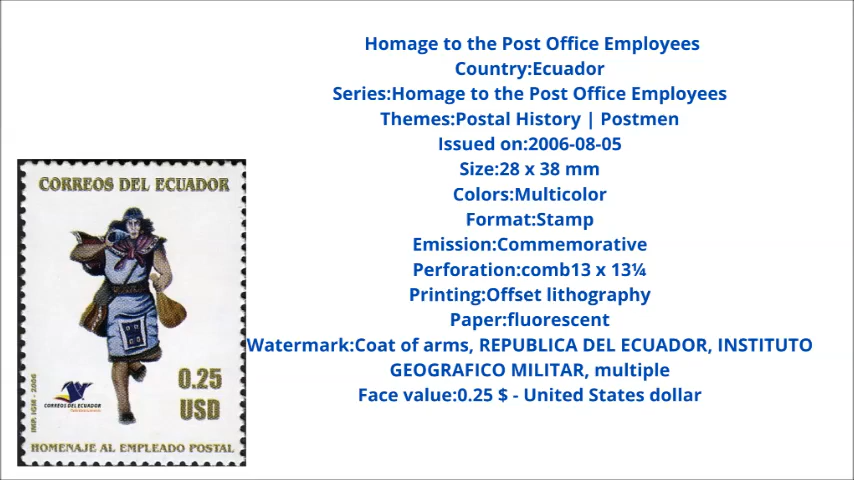 Homage to the Post Office Employees
Country:Ecuador
Series:Homage to the Post Office Employees
Themes:Postal History | Postmen
Issued on:2006-08-05
Size:28 x 38 mm
Colors:Multicolor
Format:Stamp
Emission:Commemorative
Perforation:comb13 x 13¼
Printing:Offset lithography
Paper:fluorescent
Watermark:Coat of arms, REPUBLICA DEL ECUADOR, INSTITUTO
GEOGRAFICO MILITAR, multiple
Face value:0.25 $ - United States dollar
CORREOS DEL ECUADOR
0.25
USD
IMP. IGM - 2006
CORREOS DEL ECUADOR
HOMENAJE AL EMPLEADO POSTAL